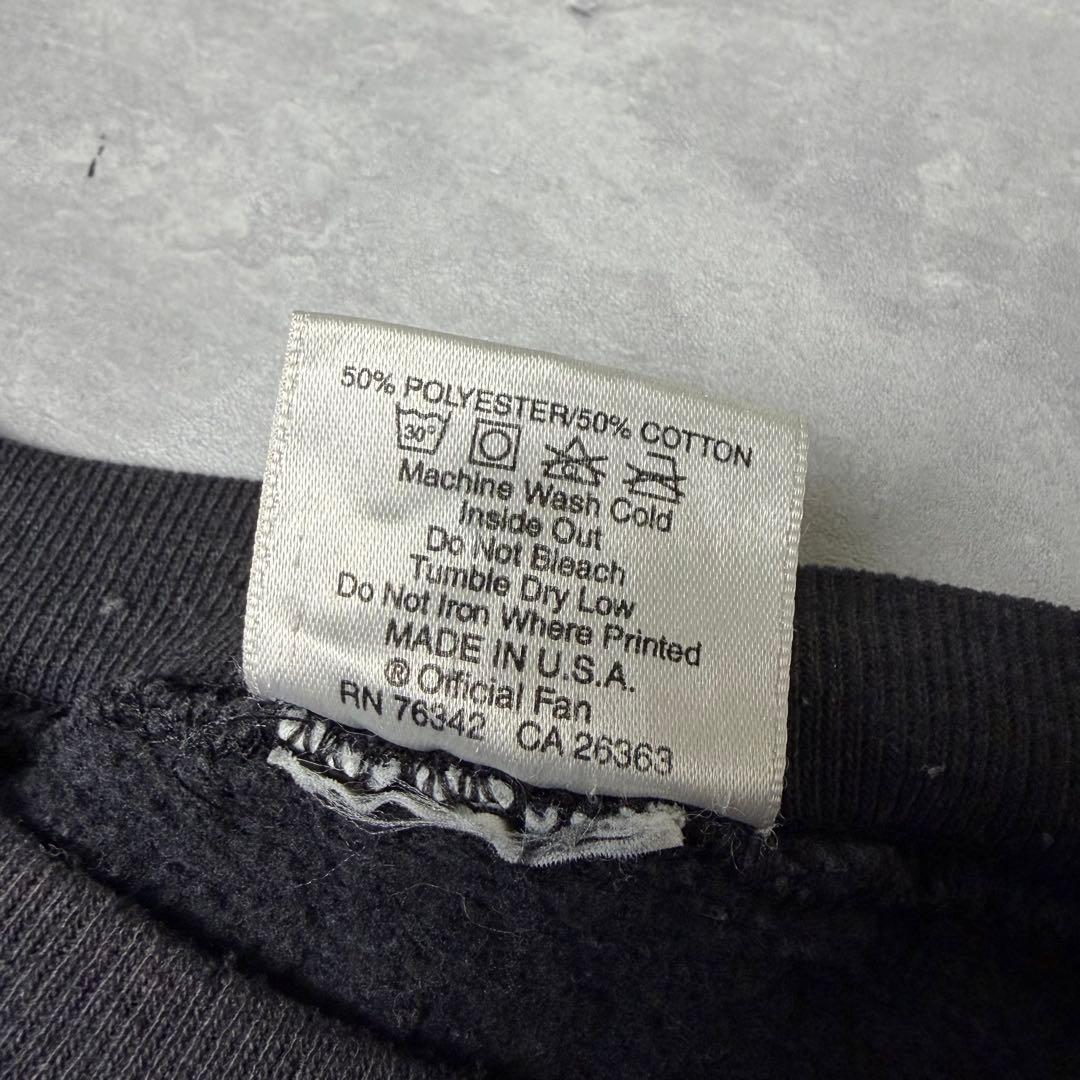 50% POLYESTER/50% COTTON
30°
Machine Wash Cold
Inside Out
Do Not Bleach
Tumble Dry Low
Do Not Iron Where Printed
MADE IN U.S.A.
® Official Fan
RN 76342 CA 26363